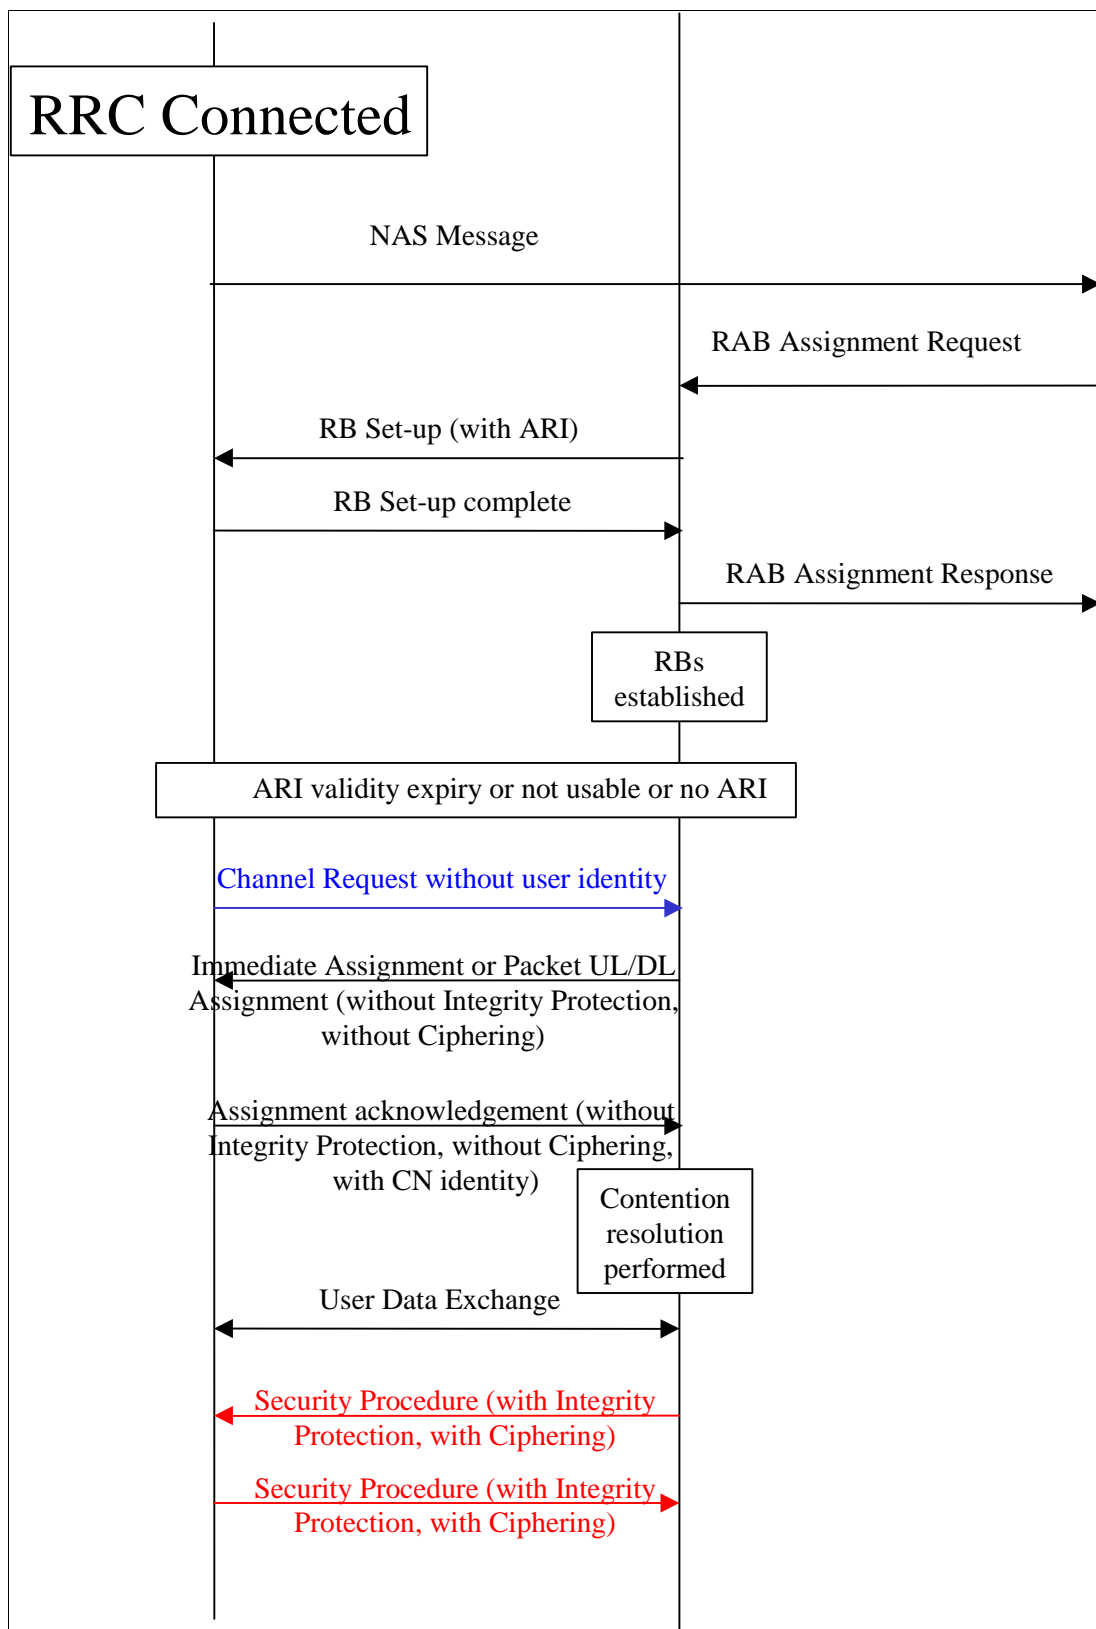 RRC Connected
NAS Message
RAB Assignment Request
RB Set-up (with ARI)
RB Set-up complete
RAB Assignment Response
RBs
established
ARI validity expiry or not usable or no ARI
Channel Request without user identity
Immediate Assignment or Packet UL/DL
Assignment (without Integrity Protection,
without Ciphering)
Assignment acknowledgement (without
Integrity Protection, without Ciphering,
with CN identity)
Contention
resolution
performed
User Data Exchange
Security Procedure (with Integrity
Protection, with Ciphering)
Security Procedure (with Integrity
Protection, with Ciphering)